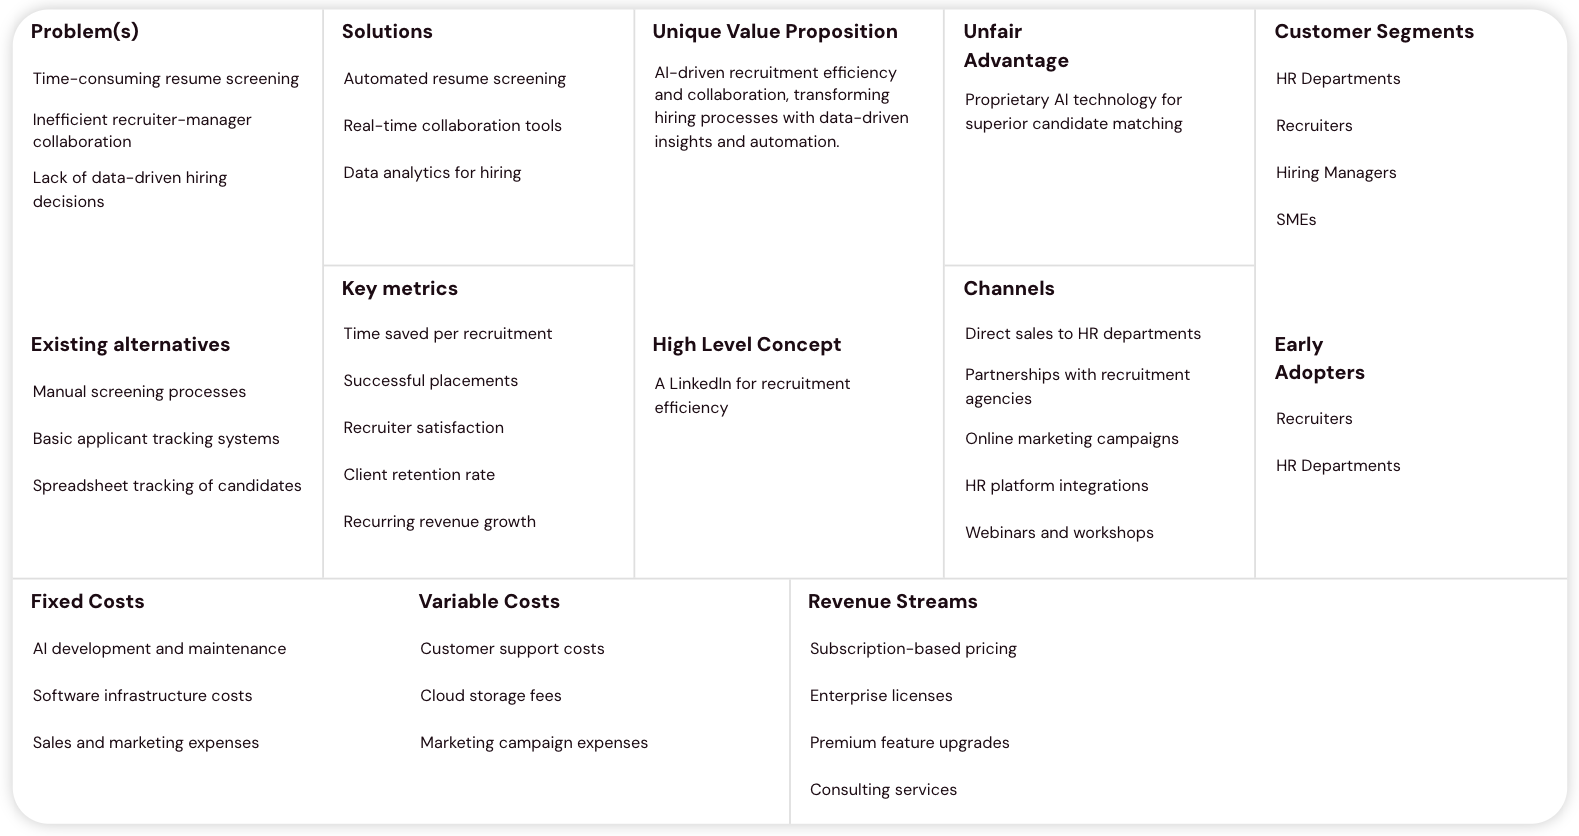 Problem(s)
Time-consuming resume screening
Inefficient recruiter-manager
collaboration
Lack of data-driven hiring
decisions
Existing alternatives
Manual screening processes
Basic applicant tracking systems
Spreadsheet tracking of candidates
Solutions
Automated resume screening
Real-time collaboration tools
Data analytics for hiring
Key metrics
Time saved per recruitment
Successful placements
Recruiter satisfaction
Client retention rate
Recurring revenue growth
Unique Value Proposition
AI-driven recruitment efficiency
and collaboration, transforming
hiring processes with data-driven
insights and automation.
High Level Concept
A LinkedIn for recruitment
efficiency
Unfair
Advantage
Proprietary AI technology for
superior candidate matching
Channels
Direct sales to HR departments
Partnerships with recruitment
agencies
Online marketing campaigns
HR platform integrations
Webinars and workshops
Customer Segments
HR Departments
Recruiters
Hiring Managers
SMEs
Early
Adopters
Recruiters
HR Departments
Fixed Costs
AI development and maintenance
Software infrastructure costs
Sales and marketing expenses
Variable Costs
Customer support costs
Cloud storage fees
Marketing campaign expenses
Revenue Streams
Subscription-based pricing
Enterprise licenses
Premium feature upgrades
Consulting services